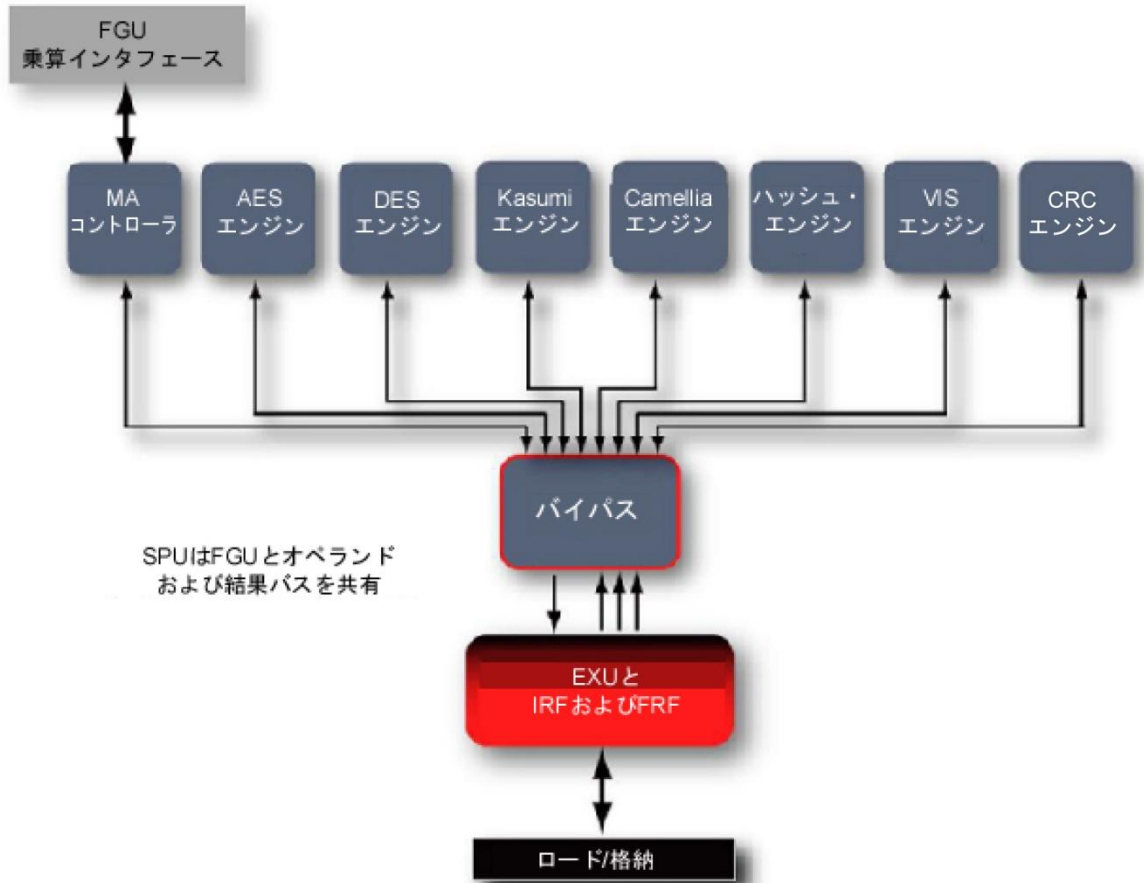 FGU
乗算インタフェース
MA
コントローラ
AES
エンジン
DES
エンジン
Kasumi
エンジン
Camellia
エンジン
ハッシュ・
エンジン
VIS
エンジン
CRC
エンジン
バイパス
SPUはFGUとオペランド
および結果バスを共有
EXUと
IRFおよびFRF
ロード/格納